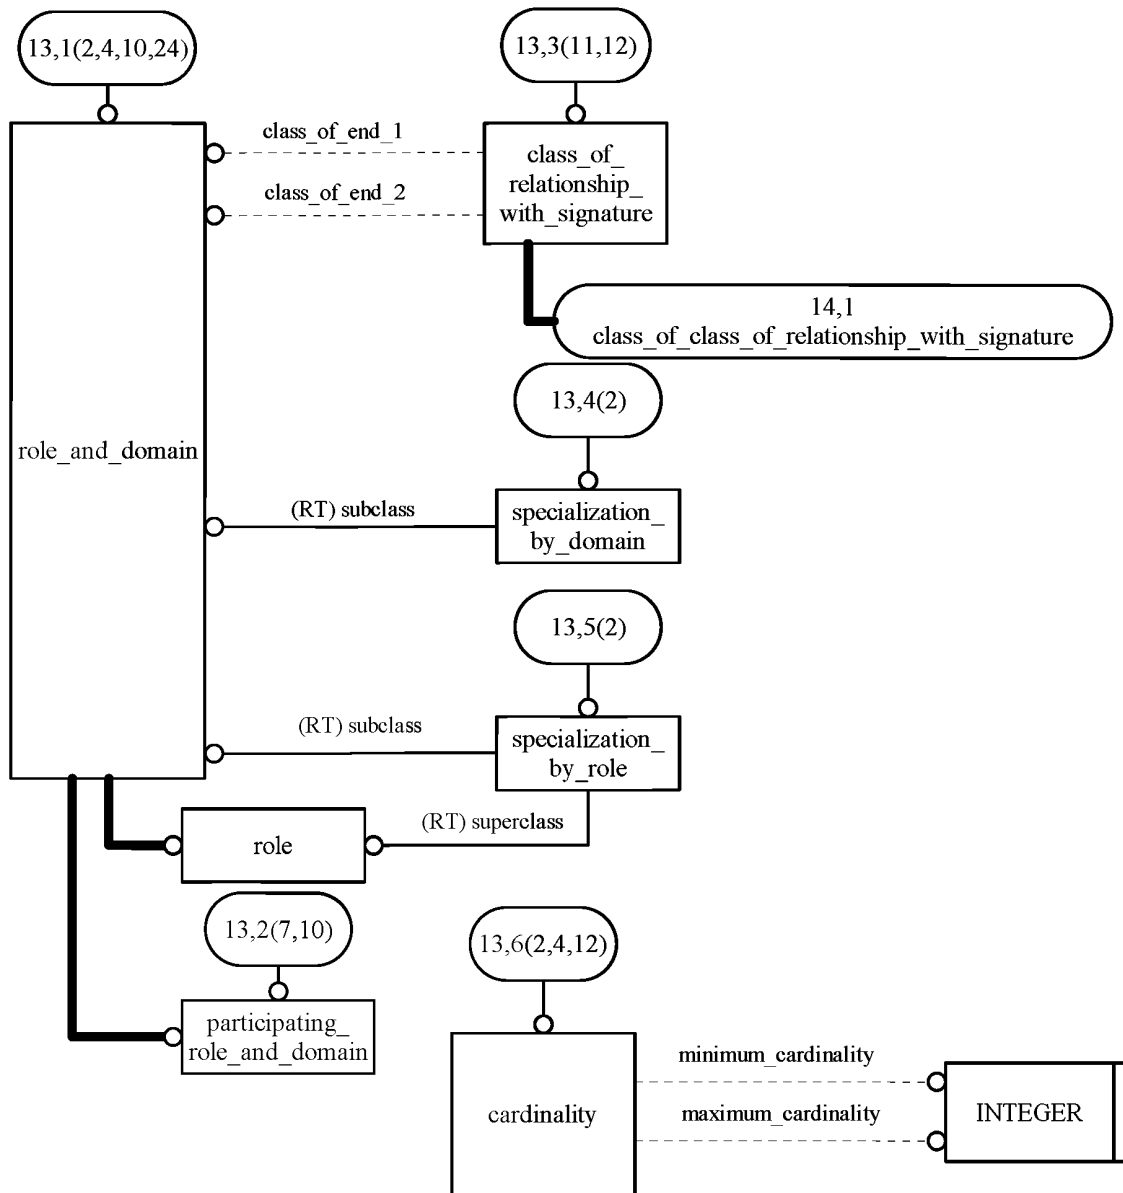 13,1(2,4,10,24)
13,3(11,12)
class_of_end_1
class_of_
relationship_
with_signature
class_of_end_2
14,1
class_of_class_of_relationship_with_signature
13,4(2)
role_and_domain
(RT) subclass
specialization_
by_domain
13,5(2)
(RT) subclass
specialization_
by_role
(RT) superclass
role
13,2(7,10)
13,6(2,4,12)
participating_
role_and_domain
minimum_cardinality
cardinality
maximum_cardinality
INTEGER